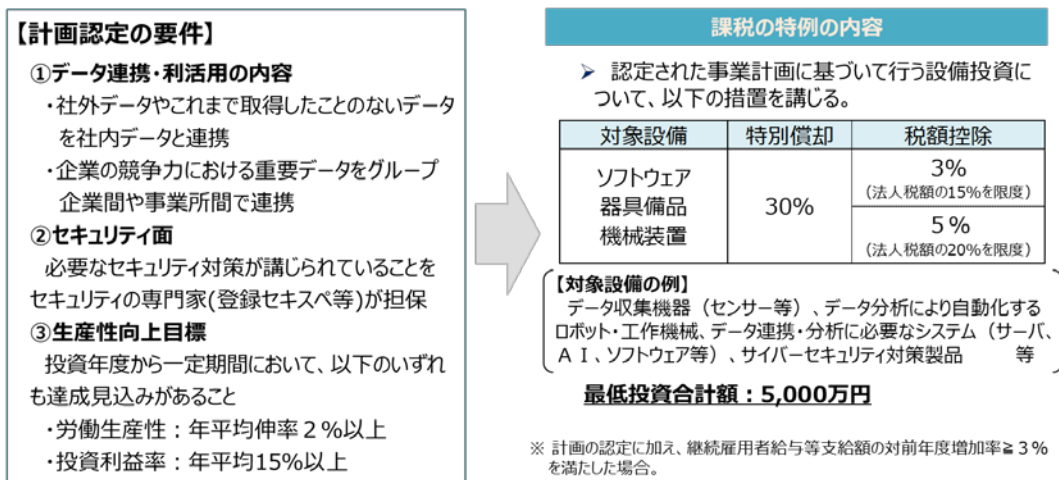 【計画認定の要件】
①データ連携・利活用の内容
・社外データやこれまで取得したことのないデータ
を社内データと連携
・企業の競争力における重要データをグループ
企業間や事業所間で連携
②セキュリティ面
必要なセキュリティ対策が講じられていることを
セキュリティの専門家(登録セキスペ等)が担保
③生産性向上目標
投資年度から一定期間において、以下のいずれ
も達成見込みがあること
・労働生産性：年平均伸率２％以上
・投資利益率：年平均15%以上
課税の特例の内容
➢ 認定された事業計画に基づいて行う設備投資に
ついて、以下の措置を講じる。
対象設備 特別償却 税額控除
ソフトウェア
器具備品
機械装置
30%
3%
（法人税額の15%を限度）
5％
（法人税額の20%を限度）
【対象設備の例】
データ収集機器（センサー等）、データ分析により自動化する
ロボット・工作機械、データ連携・分析に必要なシステム（サーバ、
ＡＩ、ソフトウェア等）、サイバーセキュリティ対策製品 等
最低投資合計額：5,000万円
※ 計画の認定に加え、継続雇用者給与等支給額の対前年度増加率≧３％
を満たした場合。